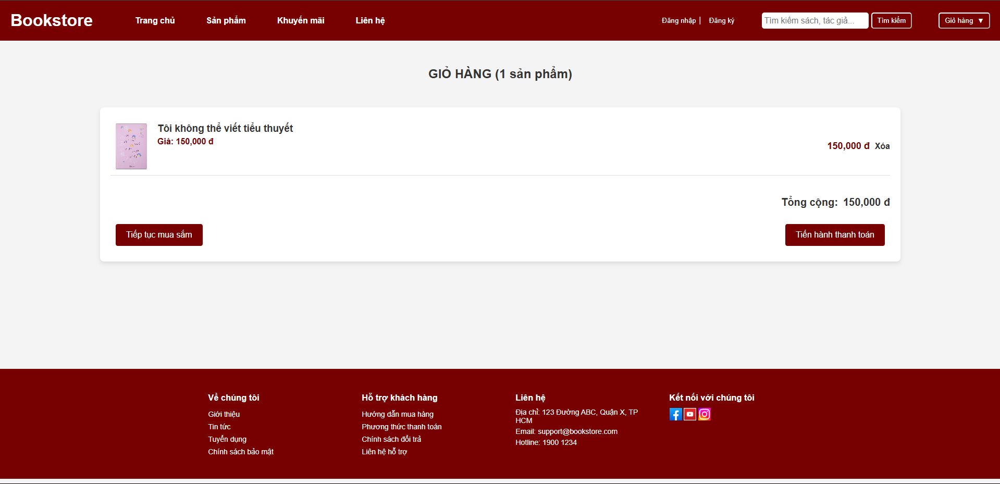 Bookstore
Trang chủ
Sản phẩm
Khuyến mãi
Liên hệ
Đăng nhập | Đăng ký
Tìm kiếm sách, tác giả...
Tìm kiếm
Giỏ hàng ▼
GIỎ HÀNG (1 sản phẩm)
Tôi không thể viết tiểu thuyết
Giá: 150,000 đ
150,000 đ Xóa
Tổng cộng: 150,000 đ
Tiếp tục mua sắm
Tiến hành thanh toán
Về chúng tôi
Giới thiệu
Tin tức
Tuyển dụng
Chính sách bảo mật
Hỗ trợ khách hàng
Hướng dẫn mua hàng
Phương thức thanh toán
Chính sách đổi trả
Liên hệ hỗ trợ
Liên hệ
Địa chỉ: 123 Đường ABC, Quận X, TP
HCM
Email: support@bookstore.com
Hotline: 1900 1234
Kết nối với chúng tôi